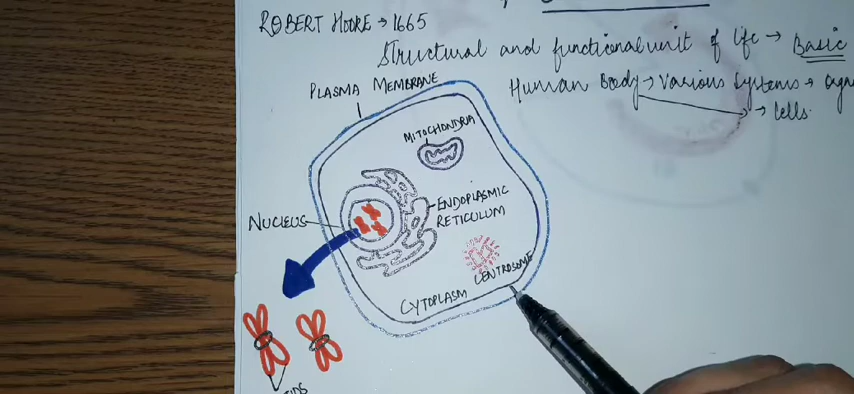 ROBERT HOOKE → 1665
Structural and functional unit of life → Basic
Human Body → Various Systems →
→ Cells.
PLASMA MEMBRANE
MITOCHONDRIA
ENDOPLASMIC
RETICULUM
NUCLEUS
CENTROSOME
CYTOPLASM